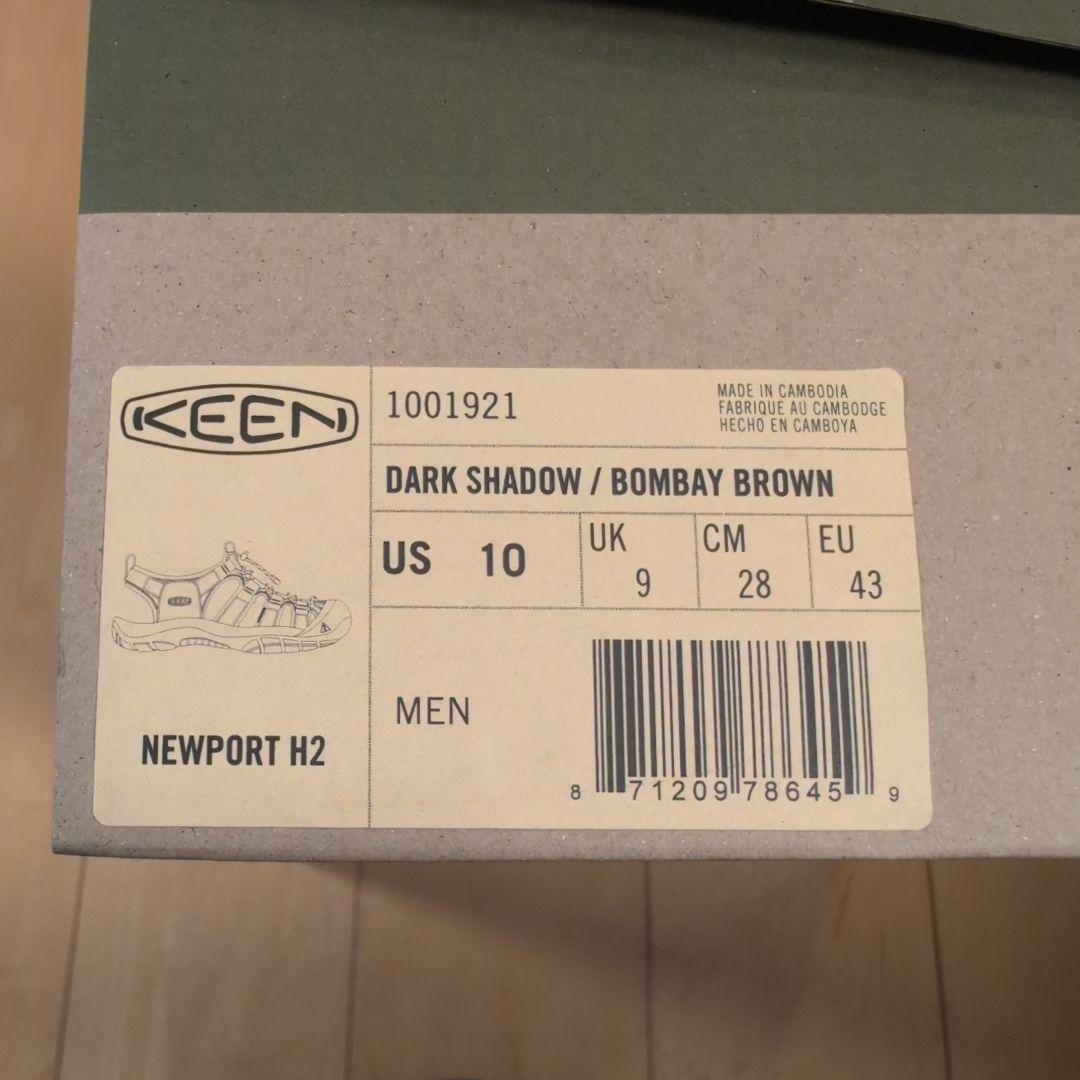 KEEN
1001921
MADE IN CAMBODIA
FABRIQUE AU CAMBODGE
HECHO EN CAMBOYA
DARK SHADOW / BOMBAY BROWN
US 10
UK 9
CM 28
EU 43
KEEN
NEWPORT H2
MEN
8 71209 78645 9